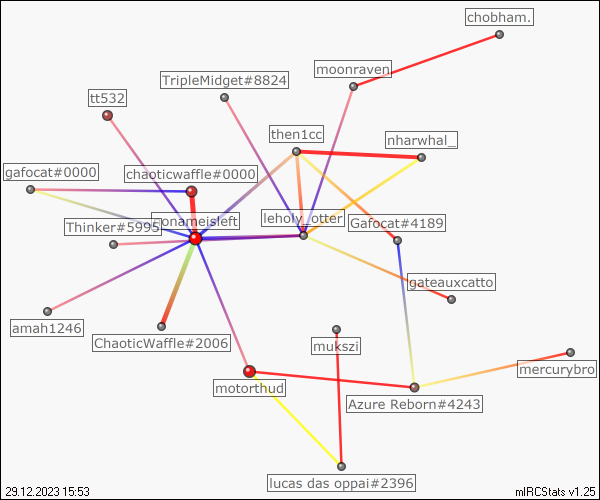 chobham.
moonraven
TripleMidget#8824
tt532
then1cc
nharwhal_
gafocat#0000
chaoticwaffle#0000
Thinker#5995
onameisleft
leholy_otter
Gafocat#4189
gateauxcatto
amah1246
ChaoticWaffle#2006
mukszi
mercurybro
motorthud
Azure Reborn#4243
lucas das oppai#2396
29.12.2023 15:53
mIRCStats v1.25